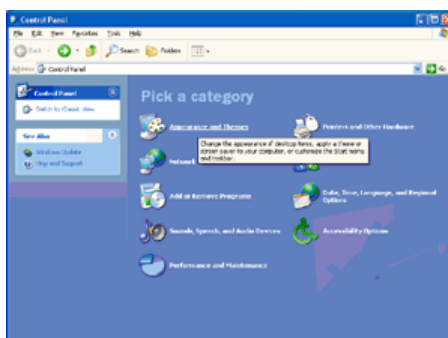 Control Panel
File Edit View Favorites Tools Help
Back Search Folders
Address Control Panel Go
Control Panel
Switch to Classic View
See Also
Windows Update
Help and Support
Pick a category
Appearance and Themes
Printers and Other Hardware
Change the appearance of desktop items, apply a theme or
screen saver to your computer, or customize the Start menu
and taskbar.
Network
Add or Remove Programs
Date, Time, Language, and Regional
Options
Sounds, Speech, and Audio Devices
Accessibility Options
Performance and Maintenance